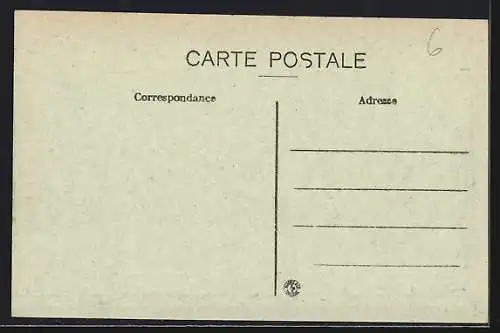 6
CARTE POSTALE
Correspondance
Adresse